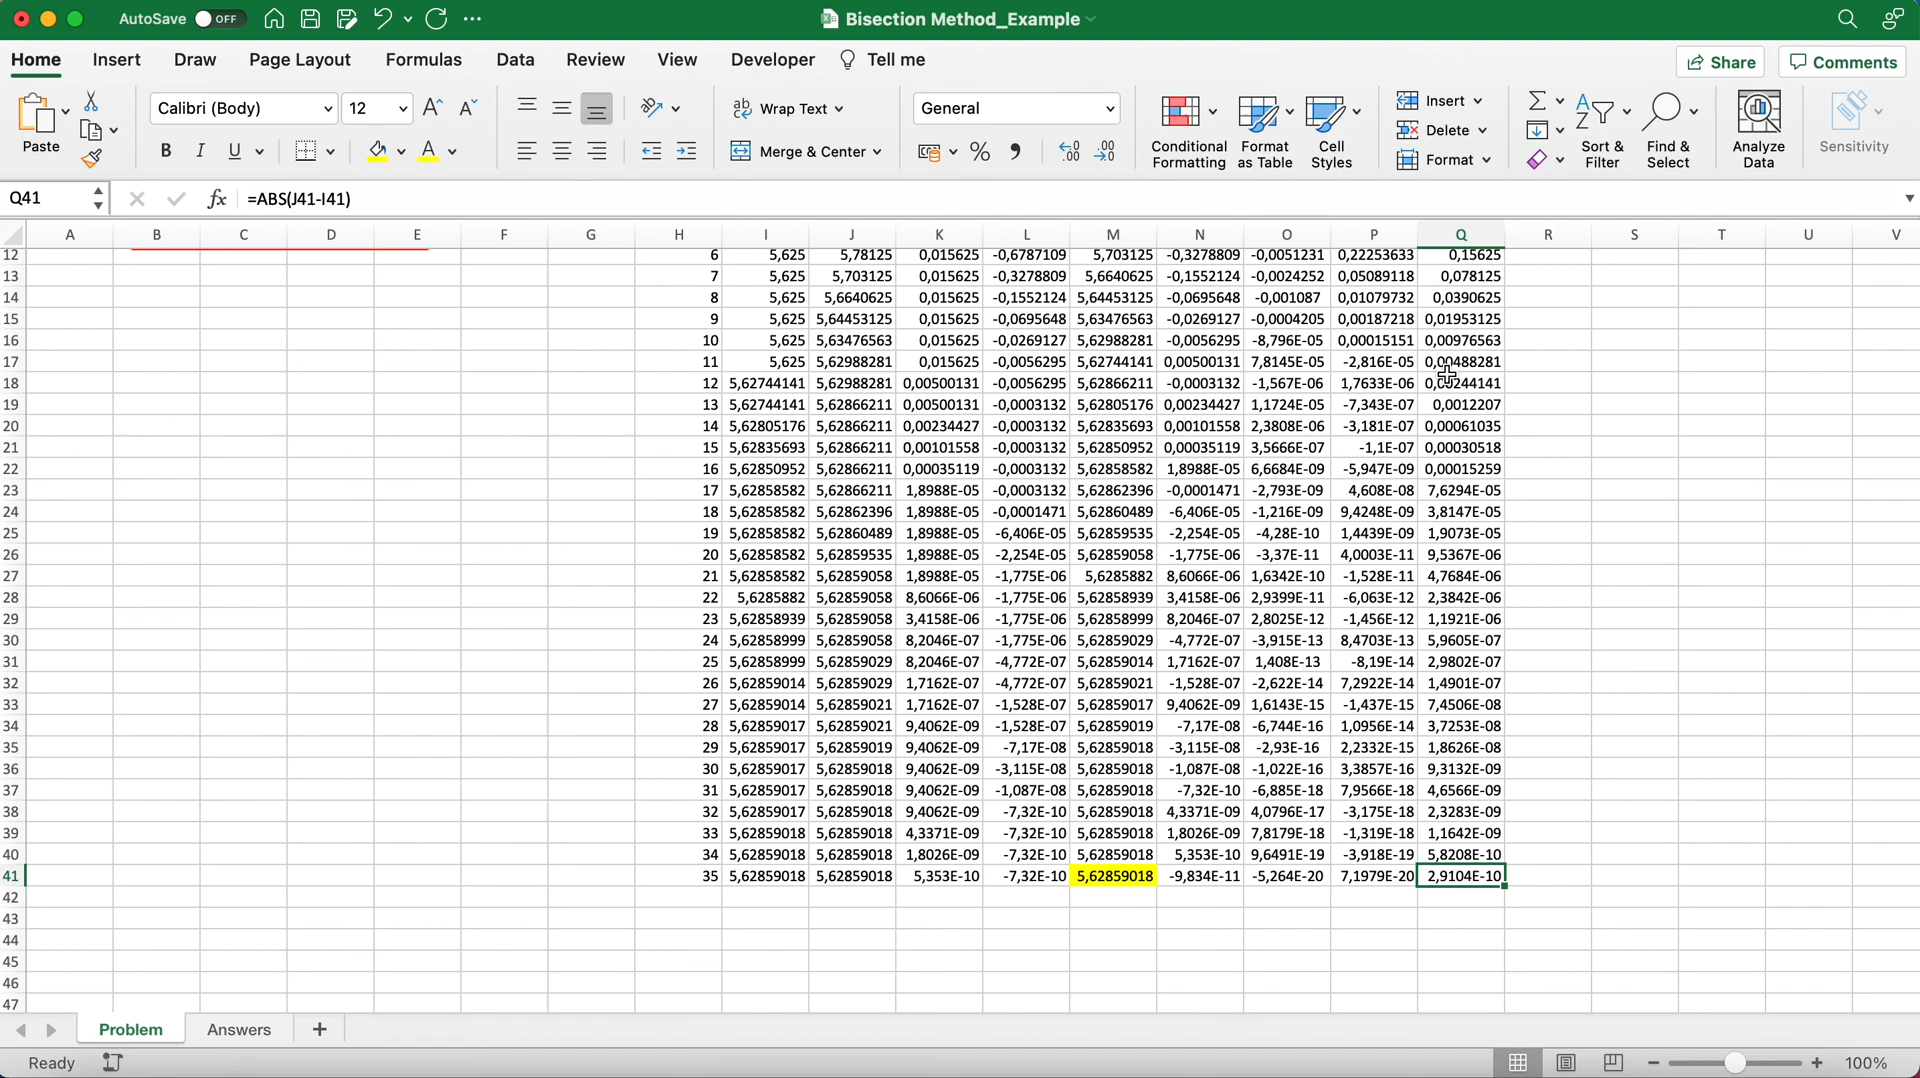 AutoSave OFF Bisection Method_Example
Home Insert Draw Page Layout Formulas Data Review View Developer Tell me Share Comments
Paste Calibri (Body) 12 Wrap Text General Conditional Formatting Format as Table Cell Styles Insert Sort & Filter Find & Select Analyze Data Sensitivity
Delete
B I U Merge & Center Format
Q41 fx =ABS(J41-I41)
A B C D E F G H I J K L M N O P Q R S T U V
12 6 5,625 5,78125 0,015625 -0,6787109 5,703125 -0,3278809 -0,0051231 0,22253633 0,15625
13 7 5,625 5,703125 0,015625 -0,3278809 5,6640625 -0,1552124 -0,0024252 0,05089118 0,078125
14 8 5,625 5,6640625 0,015625 -0,1552124 5,64453125 -0,0695648 -0,001087 0,01079732 0,0390625
15 9 5,625 5,64453125 0,015625 -0,0695648 5,63476563 -0,0269127 -0,0004205 0,00187218 0,01953125
16 10 5,625 5,63476563 0,015625 -0,0269127 5,62988281 -0,0056295 -8,796E-05 0,00015151 0,00976563
17 11 5,625 5,62988281 0,015625 -0,0056295 5,62744141 0,00500131 7,8145E-05 -2,816E-05 0,00488281
18 12 5,62744141 5,62988281 0,00500131 -0,0056295 5,62866211 -0,0003132 -1,567E-06 1,7633E-06 0,00244141
19 13 5,62744141 5,62866211 0,00500131 -0,0003132 5,62805176 0,00234427 1,1724E-05 -7,343E-07 0,0012207
20 14 5,62805176 5,62866211 0,00234427 -0,0003132 5,62835693 0,00101558 2,3808E-06 -3,181E-07 0,00061035
21 15 5,62835693 5,62866211 0,00101558 -0,0003132 5,62850952 0,00035119 3,5666E-07 -1,1E-07 0,00030518
22 16 5,62850952 5,62866211 0,00035119 -0,0003132 5,62858582 1,8988E-05 6,6684E-09 -5,947E-09 0,00015259
23 17 5,62858582 5,62866211 1,8988E-05 -0,0003132 5,62862396 -0,0001471 -2,793E-09 4,608E-08 7,6294E-05
24 18 5,62858582 5,62862396 1,8988E-05 -0,0001471 5,62860489 -6,406E-05 -1,216E-09 9,4248E-09 3,8147E-05
25 19 5,62858582 5,62860489 1,8988E-05 -6,406E-05 5,62859535 -2,254E-05 -4,28E-10 1,4439E-09 1,9073E-05
26 20 5,62858582 5,62859535 1,8988E-05 -2,254E-05 5,62859058 -1,775E-06 -3,37E-11 4,0003E-11 9,5367E-06
27 21 5,62858582 5,62859058 1,8988E-05 -1,775E-06 5,6285882 8,6066E-06 1,6342E-10 -1,528E-11 4,7684E-06
28 22 5,6285882 5,62859058 8,6066E-06 -1,775E-06 5,62858939 3,4158E-06 2,9399E-11 -6,063E-12 2,3842E-06
29 23 5,62858939 5,62859058 3,4158E-06 -1,775E-06 5,62858999 8,2046E-07 2,8025E-12 -1,456E-12 1,1921E-06
30 24 5,62858999 5,62859058 8,2046E-07 -1,775E-06 5,62859029 -4,772E-07 -3,915E-13 8,4703E-13 5,9605E-07
31 25 5,62858999 5,62859029 8,2046E-07 -4,772E-07 5,62859014 1,7162E-07 1,408E-13 -8,19E-14 2,9802E-07
32 26 5,62859014 5,62859029 1,7162E-07 -4,772E-07 5,62859021 -1,528E-07 -2,622E-14 7,2922E-14 1,4901E-07
33 27 5,62859014 5,62859021 1,7162E-07 -1,528E-07 5,62859017 9,4062E-09 1,6143E-15 -1,437E-15 7,4506E-08
34 28 5,62859017 5,62859021 9,4062E-09 -1,528E-07 5,62859019 -7,17E-08 -6,744E-16 1,0956E-14 3,7253E-08
35 29 5,62859017 5,62859019 9,4062E-09 -7,17E-08 5,62859018 -3,115E-08 -2,93E-16 2,2332E-15 1,8626E-08
36 30 5,62859017 5,62859018 9,4062E-09 -3,115E-08 5,62859018 -1,087E-08 -1,022E-16 3,3857E-16 9,3132E-09
37 31 5,62859017 5,62859018 9,4062E-09 -1,087E-08 5,62859018 -7,32E-10 -6,885E-18 7,9566E-18 4,6566E-09
38 32 5,62859017 5,62859018 9,4062E-09 -7,32E-10 5,62859018 4,3371E-09 4,0796E-17 -3,175E-18 2,3283E-09
39 33 5,62859018 5,62859018 4,3371E-09 -7,32E-10 5,62859018 1,8026E-09 7,8179E-18 -1,319E-18 1,1642E-09
40 34 5,62859018 5,62859018 1,8026E-09 -7,32E-10 5,62859018 5,353E-10 9,6491E-19 -3,918E-19 5,8208E-10
41 35 5,62859018 5,62859018 5,353E-10 -7,32E-10 5,62859018 -9,834E-11 -5,264E-20 7,1979E-20 2,9104E-10
42
43
44
45
46
47
Problem Answers +
Ready 100%